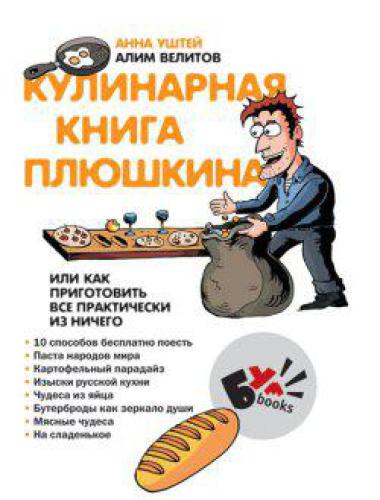 АННА УШТЕЙ
АЛИМ ВЕЛИТОВ
КУЛИНАРНАЯ
КНИГА
ПЛЮШКИНА
ИЛИ КАК
ПРИГОТОВИТЬ
ВСЕ ПРАКТИЧЕСКИ
ИЗ НИЧЕГО
• 10 способов бесплатно поесть
• Паста народов мира
• Картофельный парадайз
• Изыски русской кухни
• Чудеса из яйца
• Бутерброды как зеркало души
• Мясные чудеса
• На сладенькое
БУМ
books